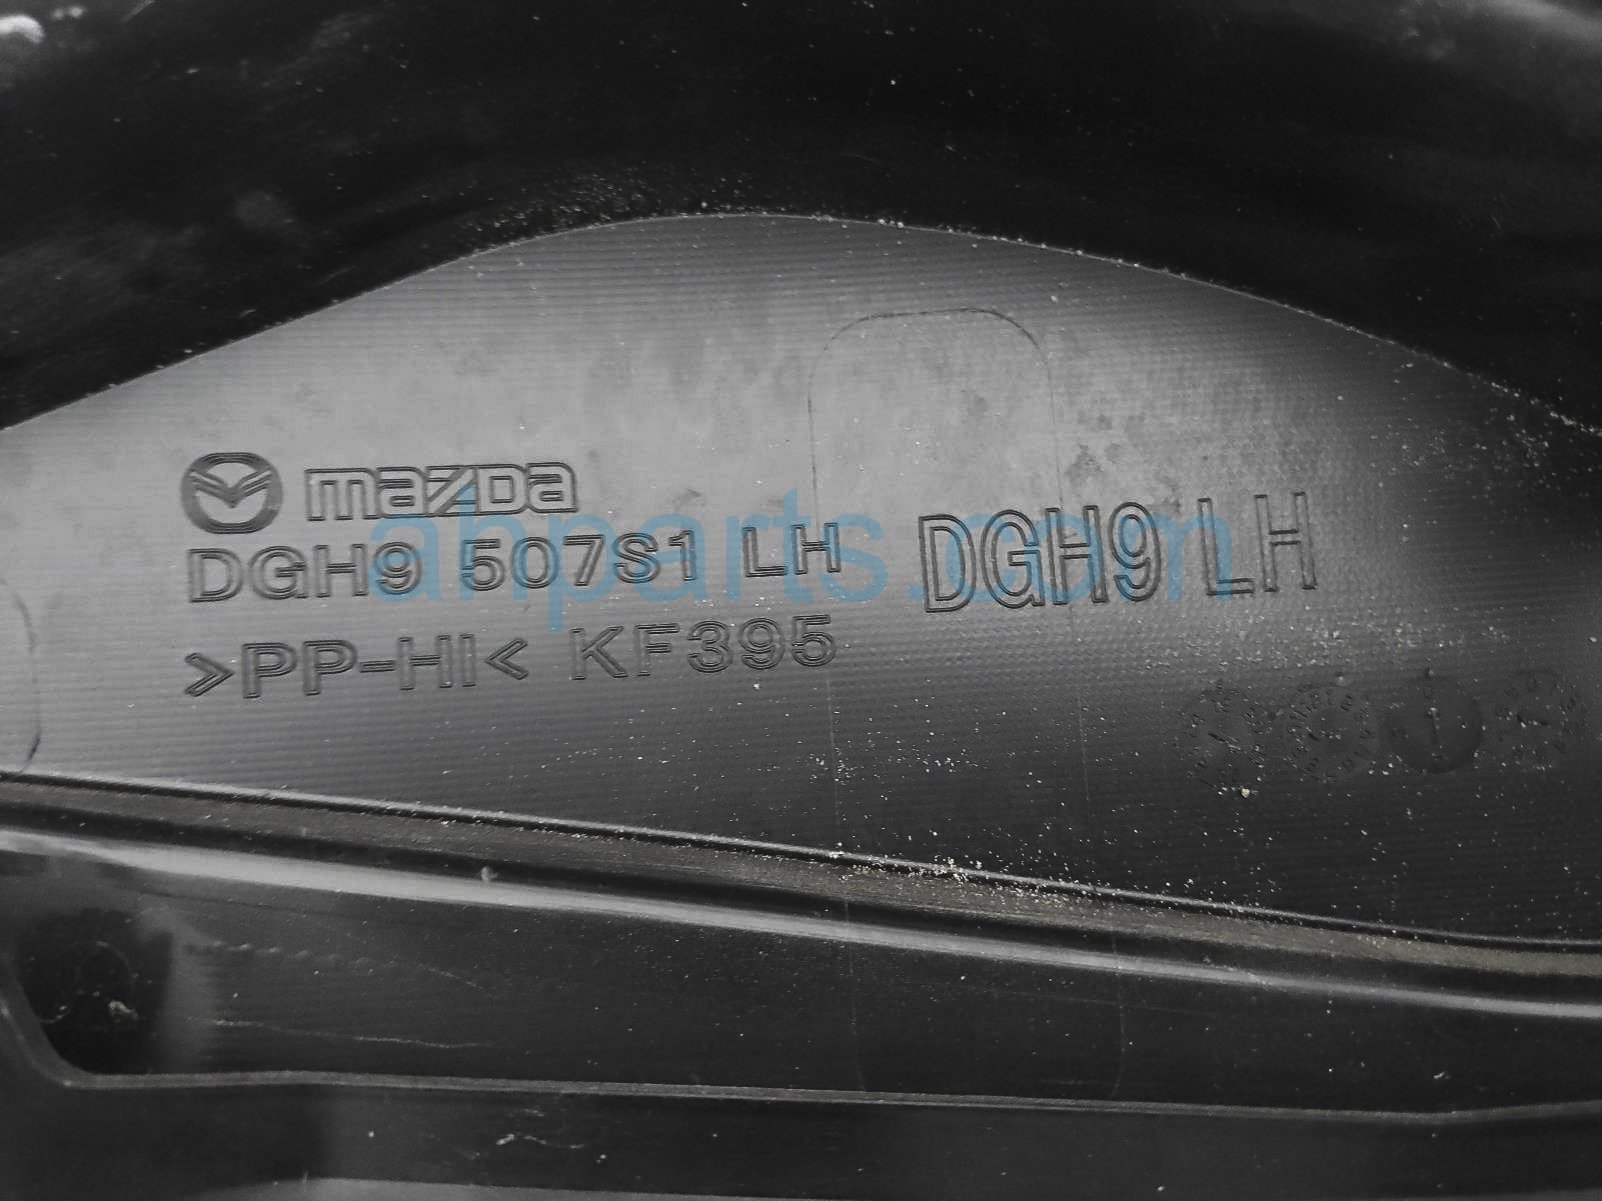 mazda
DGH9 507S1 LH
DGH9 LH
>PP-HI< KF395
ahparts.com